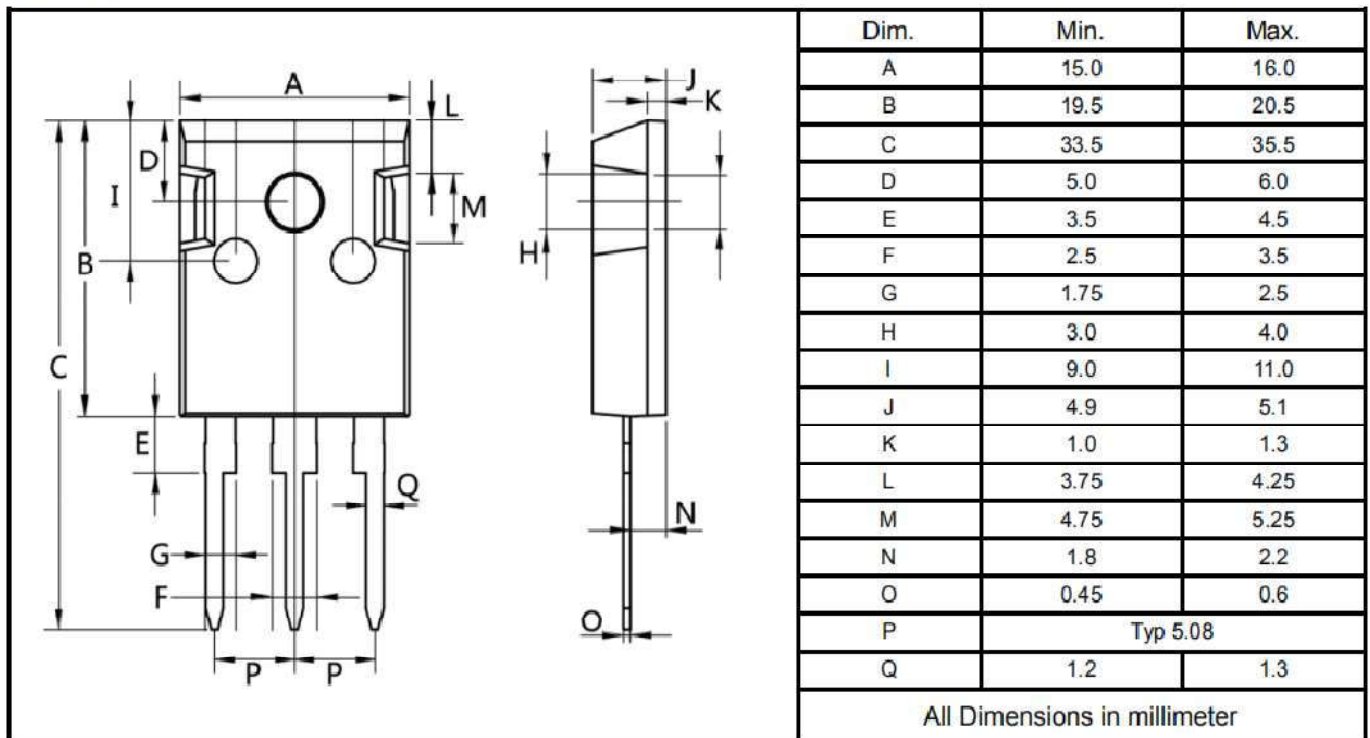 A
L
D
I
M
B
C
E
Q
G
F
P P
J
K
H
N
O
Dim. Min. Max.
A 15.0 16.0
B 19.5 20.5
C 33.5 35.5
D 5.0 6.0
E 3.5 4.5
F 2.5 3.5
G 1.75 2.5
H 3.0 4.0
I 9.0 11.0
J 4.9 5.1
K 1.0 1.3
L 3.75 4.25
M 4.75 5.25
N 1.8 2.2
O 0.45 0.6
P Typ 5.08
Q 1.2 1.3
All Dimensions in millimeter